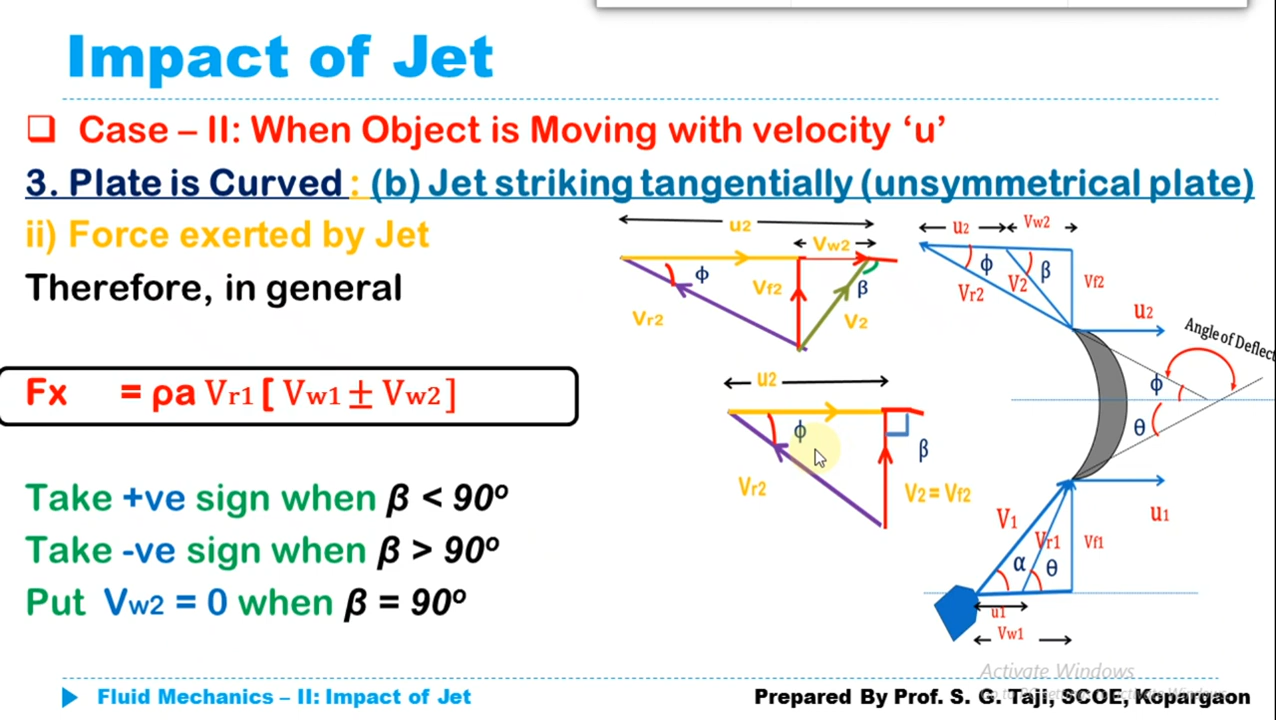 Impact of Jet
❑ Case – II: When Object is Moving with velocity ‘u’
3. Plate is Curved : (b) Jet striking tangentially (unsymmetrical plate)
ii) Force exerted by Jet
Therefore, in general
Fx = ρa Vr1 [ Vw1 ± Vw2 ]
Take +ve sign when β < 90º
Take -ve sign when β > 90º
Put Vw2 = 0 when β = 90º
u2
Vw2
ϕ
Vf2
β
Vr2
V2
u2
ϕ
β
Vr2
V2 = Vf2
u2
Vw2
ϕ
β
V2
Vr2
Vf2
u2
Angle of Deflect
ϕ
θ
u1
V1
Vr1
Vf1
α
θ
u1
Vw1
Activate Windows
Fluid Mechanics – II: Impact of Jet
Prepared By Prof. S. G. Taji, SCOE, Kopargaon